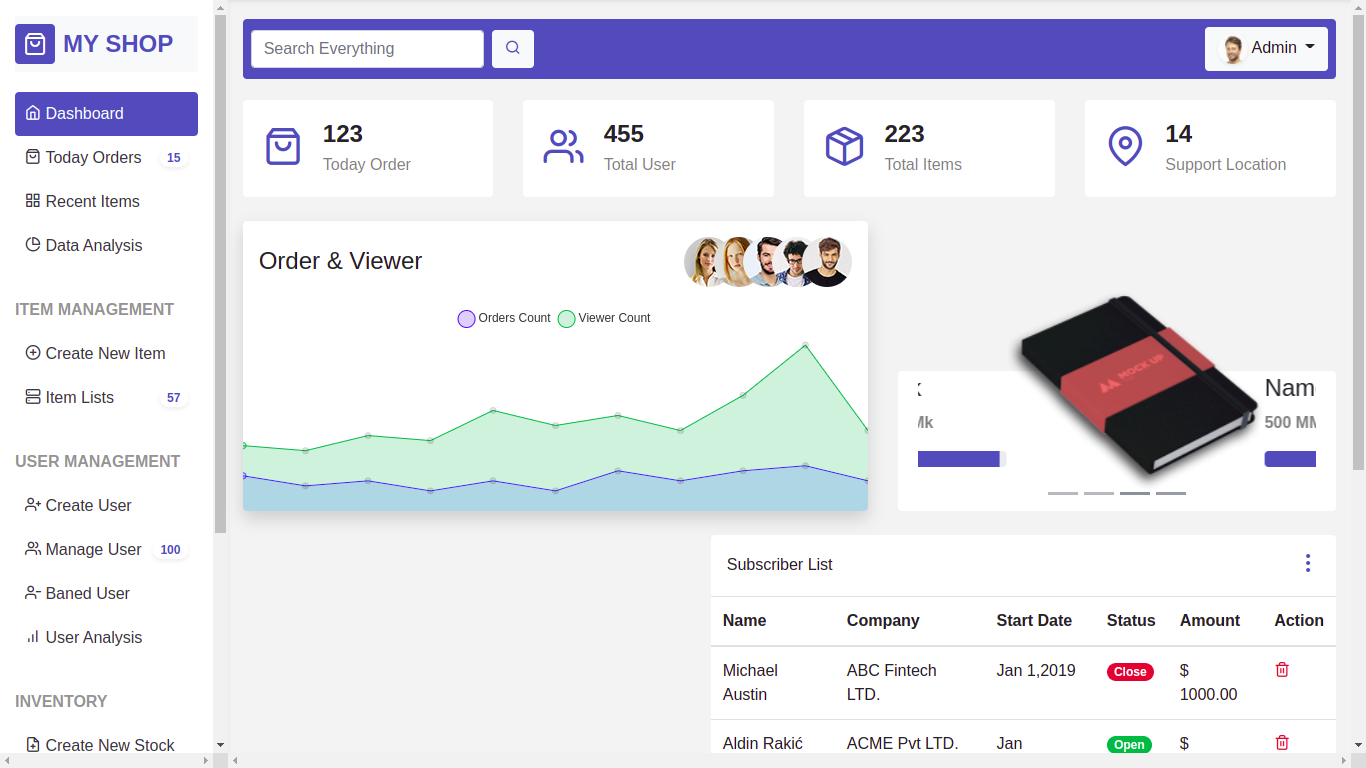 MY SHOP
Dashboard
Today Orders 15
Recent Items
Data Analysis
ITEM MANAGEMENT
Create New Item
Item Lists 57
USER MANAGEMENT
Create User
Manage User 100
Baned User
User Analysis
INVENTORY
Create New Stock
Search Everything
Admin
123
Today Order
455
Total User
223
Total Items
14
Support Location
Order & Viewer
Orders Count Viewer Count
MOCK UP
k
Mk
Nam
500 MM
Subscriber List
Name Company Start Date Status Amount Action
Michael ABC Fintech Jan 1,2019 Close $
Austin LTD. 1000.00
Aldin Rakić ACME Pvt LTD. Jan Open $